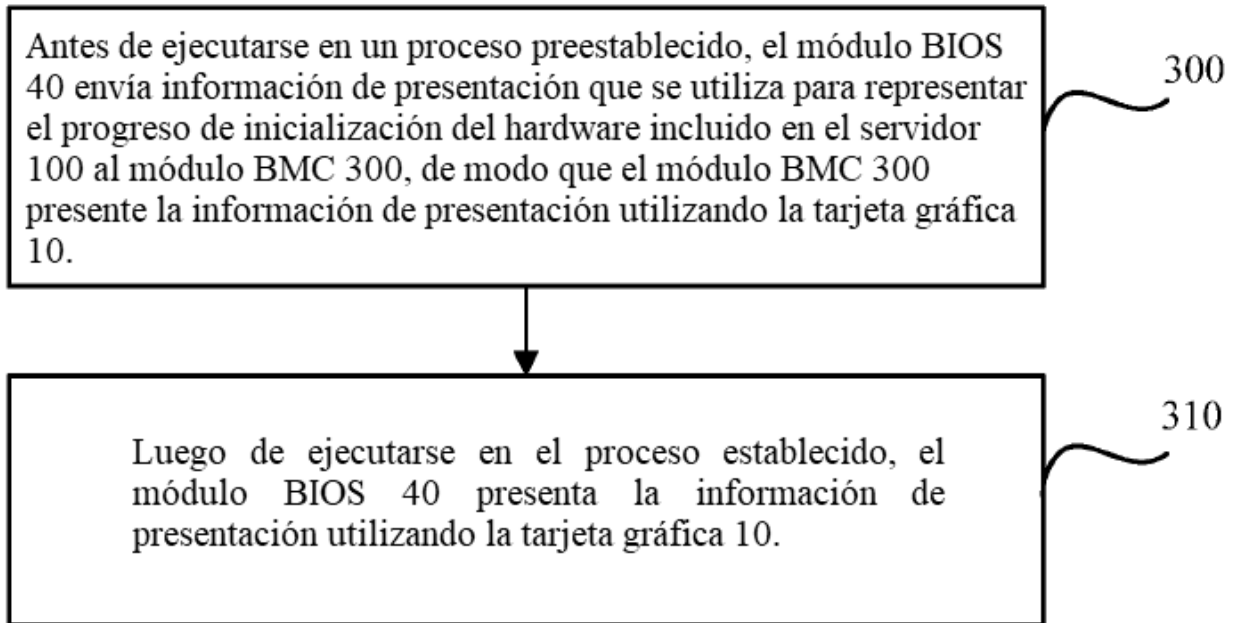 Antes de ejecutarse en un proceso preestablecido, el módulo BIOS
40 envía información de presentación que se utiliza para representar
el progreso de inicialización del hardware incluido en el servidor
100 al módulo BMC 300, de modo que el módulo BMC 300
presente la información de presentación utilizando la tarjeta gráfica
10.
300
Luego de ejecutarse en el proceso establecido, el
módulo BIOS 40 presenta la información de
presentación utilizando la tarjeta gráfica 10.
310